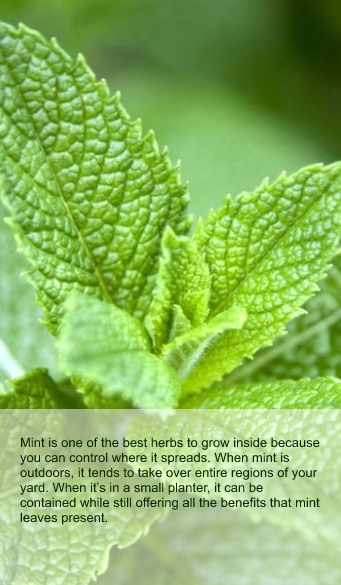 Mint is one of the best herbs to grow inside because
you can control where it spreads. When mint is
outdoors, it tends to take over entire regions of your
yard. When it's in a small planter, it can be
contained while still offering all the benefits that mint
leaves present.